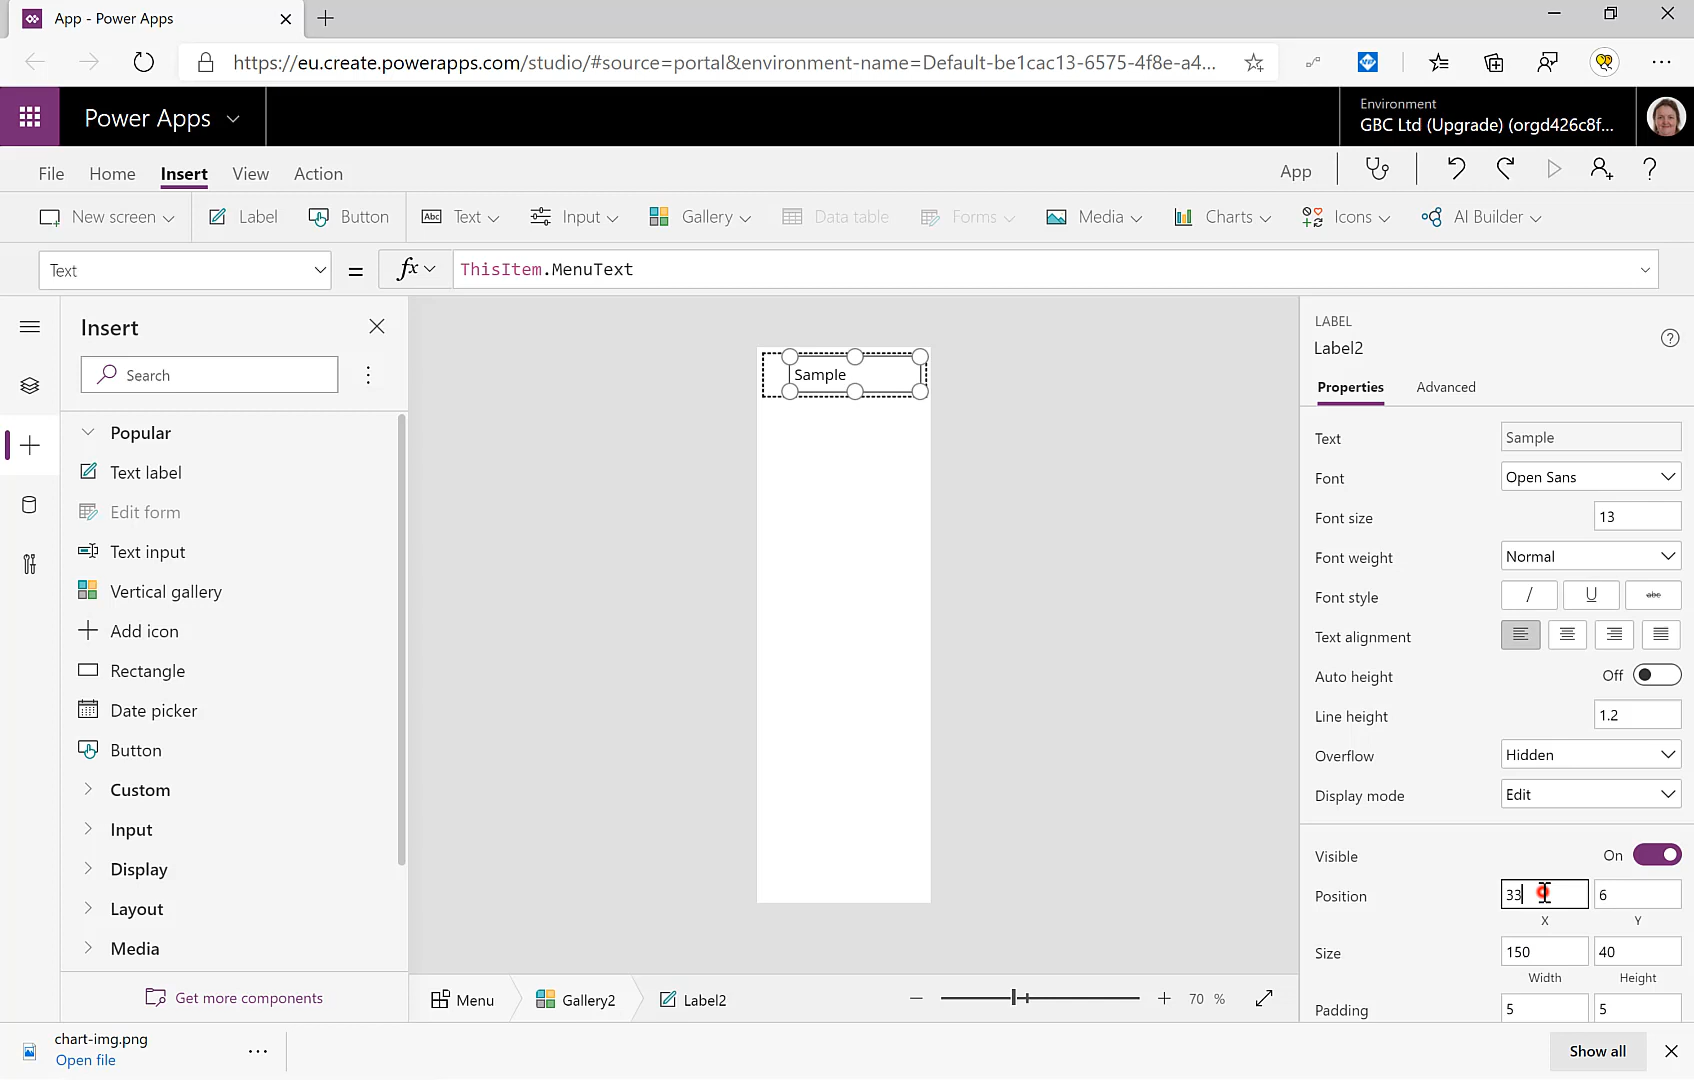 App - Power Apps
https://eu.create.powerapps.com/studio/#source=portal&environment-name=Default-be1cac13-6575-4f8e-a4...
Power Apps
Environment
GBC Ltd (Upgrade) (orgd426c8f...
File Home Insert View Action App
New screen Label Button Abc Text Input Gallery Data table Forms Media Charts Icons AI Builder
Text = fx ThisItem.MenuText
Insert
Search
Popular
Text label
Edit form
Text input
Vertical gallery
Add icon
Rectangle
Date picker
Button
Custom
Input
Display
Layout
Media
Get more components
Sample
Menu Gallery2 Label2 70 %
LABEL
Label2
Properties Advanced
Text Sample
Font Open Sans
Font size 13
Font weight Normal
Font style / U abc
Text alignment
Auto height Off
Line height 1.2
Overflow Hidden
Display mode Edit
Visible On
Position 33 6
X Y
Size 150 40
Width Height
Padding 5 5
chart-img.png
Open file
Show all